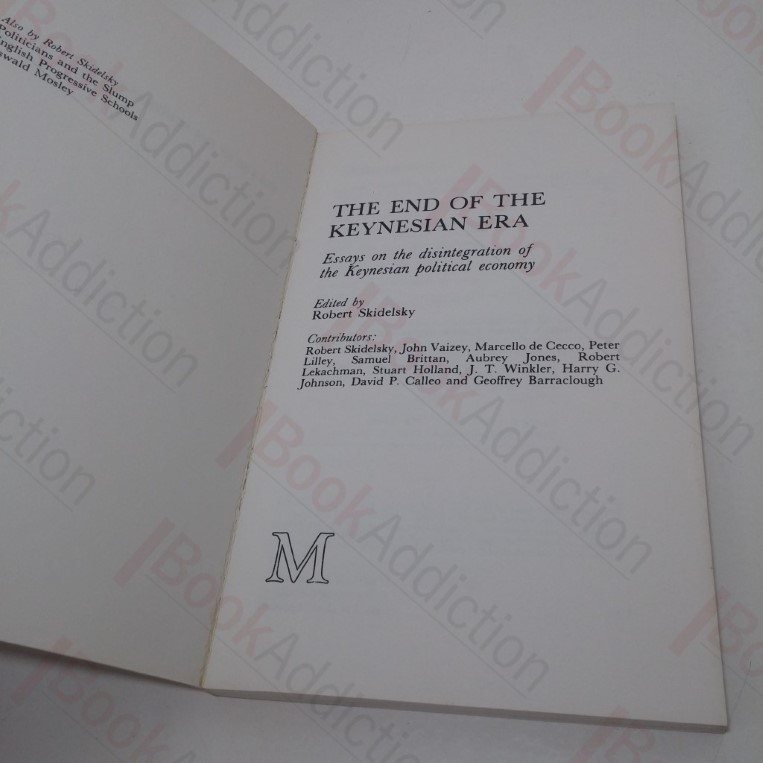 Also by Robert Skidelsky
Politicians and the Slump
English Progressive Schools
Oswald Mosley
THE END OF THE
KEYNESIAN ERA
Essays on the disintegration of
the Keynesian political economy
Edited by
Robert Skidelsky
Contributors:
Robert Skidelsky, John Vaizey, Marcello de Cecco, Peter
Lilley, Samuel Brittan, Aubrey Jones, Robert
Lekachman, Stuart Holland, J. T. Winkler, Harry G.
Johnson, David P. Calleo and Geoffrey Barraclough
M
BookAddiction